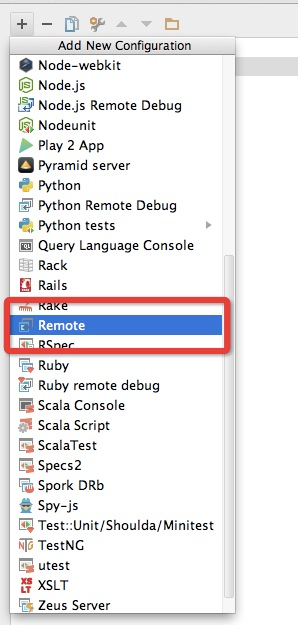 Add New Configuration
Node-webkit
Node.js
Node.js Remote Debug
Nodeunit
Play 2 App
Pyramid server
Python
Python Remote Debug
Python tests
Query Language Console
Rack
Rails
Rake
Remote
RSpec
Ruby
Ruby remote debug
Scala Console
Scala Script
ScalaTest
Specs2
Spork DRb
Spy-js
Test::Unit/Shoulda/Minitest
TestNG
utest
XSLT
Zeus Server